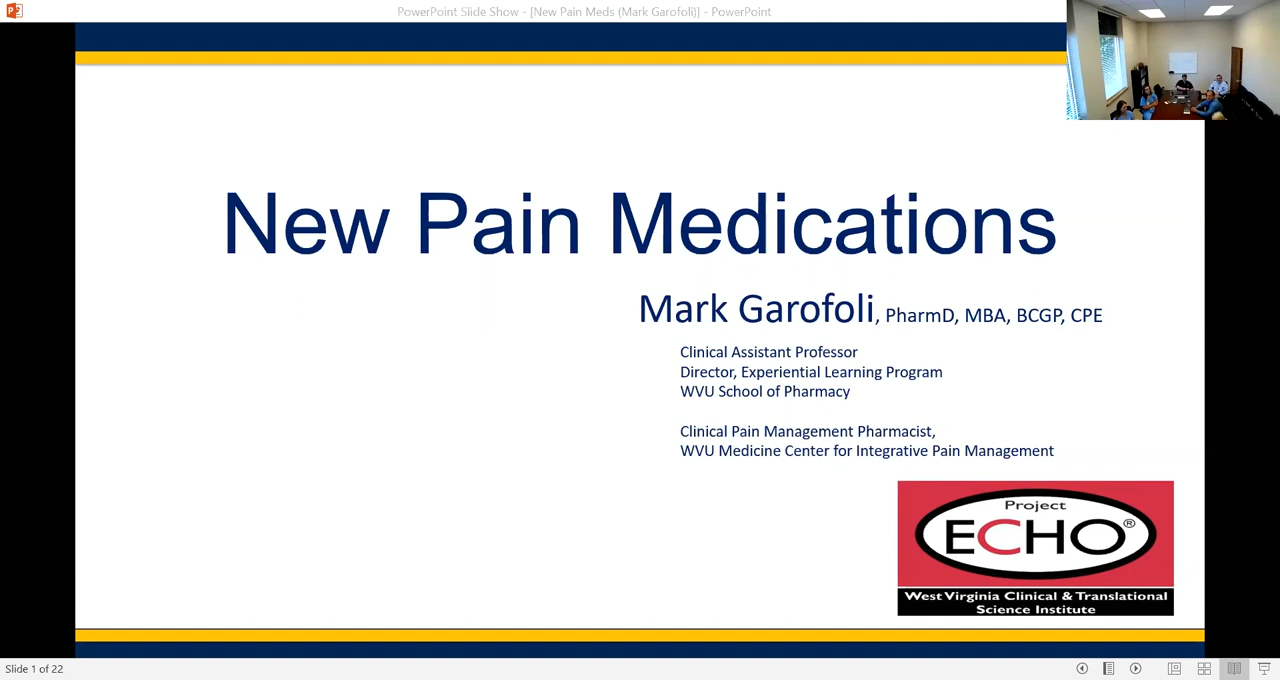 PowerPoint Slide Show - [New Pain Meds (Mark Garofoli)] - PowerPoint
New Pain Medications
Mark Garofoli, PharmD, MBA, BCGP, CPE
Clinical Assistant Professor
Director, Experiential Learning Program
WVU School of Pharmacy
Clinical Pain Management Pharmacist,
WVU Medicine Center for Integrative Pain Management
Project
ECHO®
West Virginia Clinical & Translational
Science Institute
Slide 1 of 22